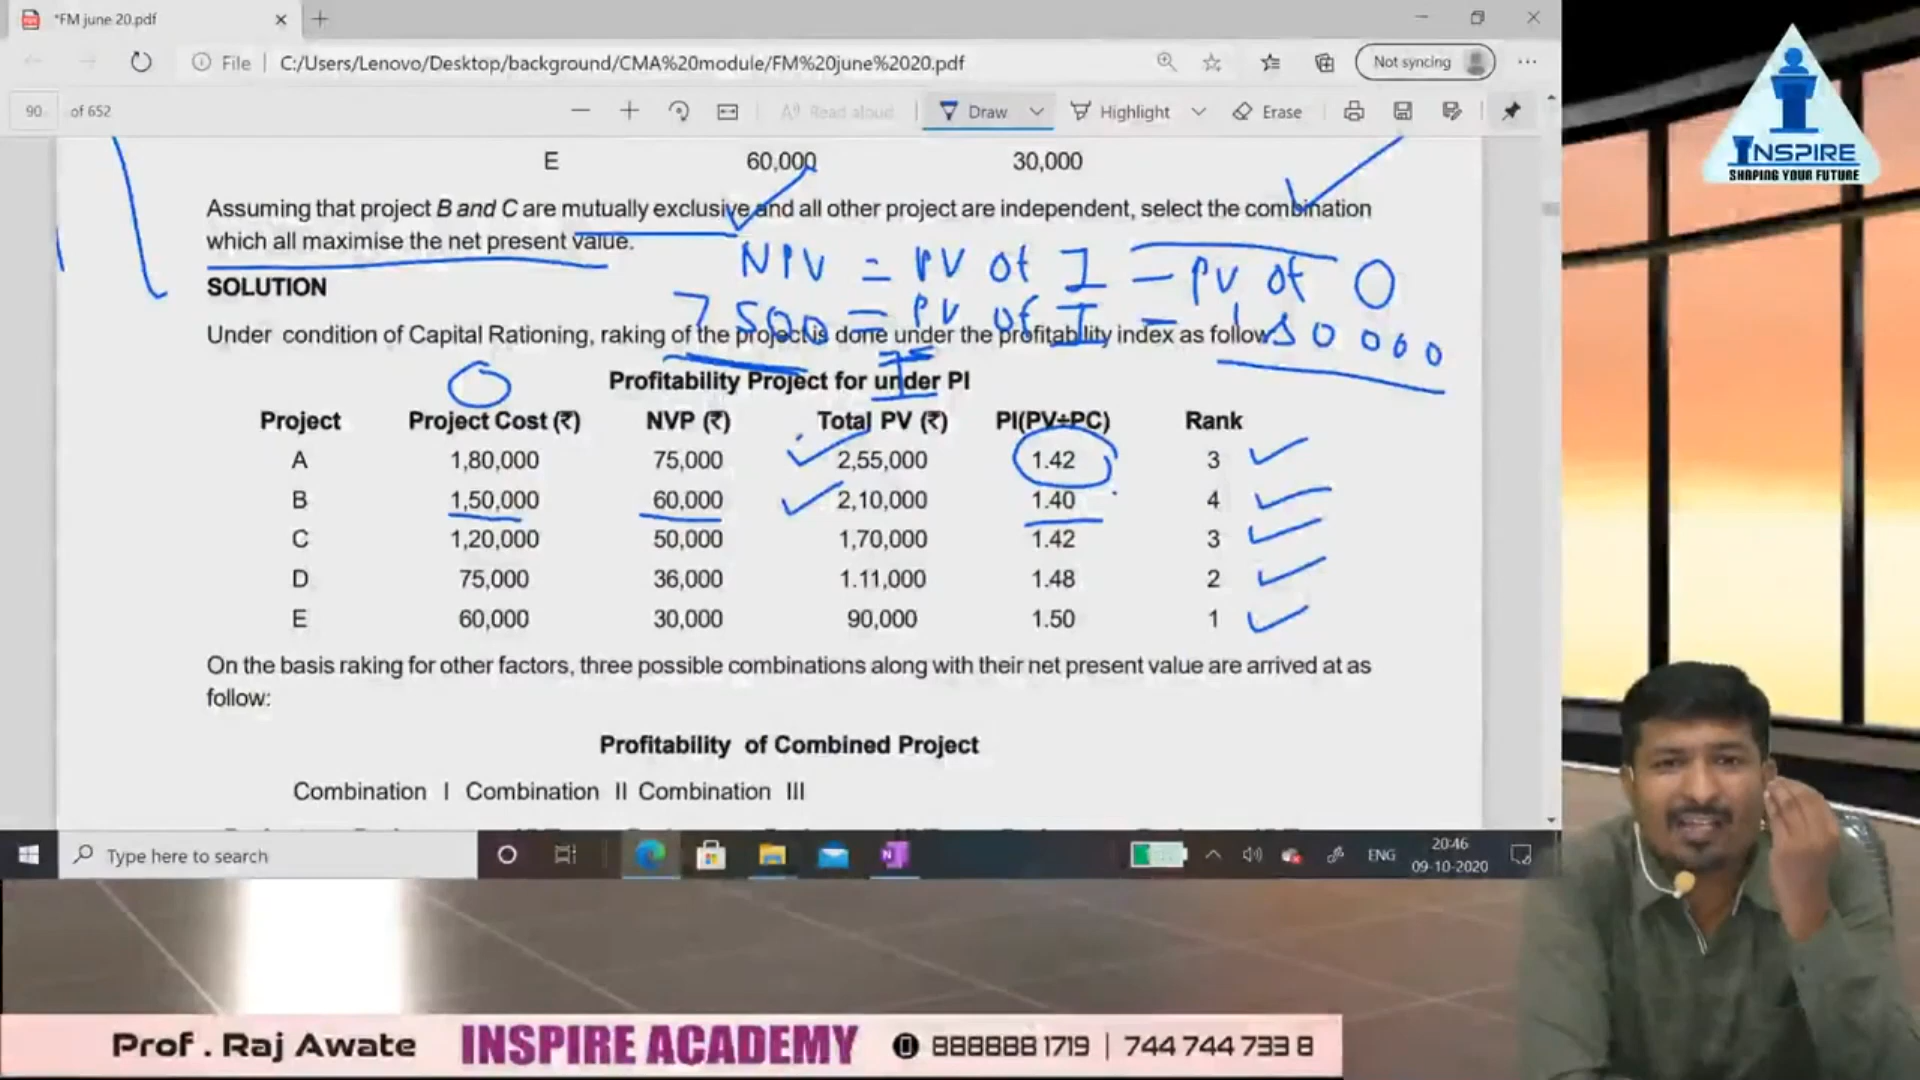 *FM june 20.pdf
File | C:/Users/Lenovo/Desktop/background/CMA%20module/FM%20june%2020.pdf
Not syncing
90 of 652
Read aloud
Draw
Highlight
Erase
INSPIRE
SHAPING YOUR FUTURE
E 60,000 30,000
Assuming that project B and C are mutually exclusive and all other project are independent, select the combination
which all maximise the net present value.
NPV = PV of I - PV of O
SOLUTION
7500 = PV of I - 180000
Under condition of Capital Rationing, raking of the project is done under the profitability index as follow
O I
Profitability Project for under PI
Project Project Cost (₹) NVP (₹) Total PV (₹) PI(PV÷PC) Rank
A 1,80,000 75,000 2,55,000 1.42 3
B 1,50,000 60,000 2,10,000 1.40 4
C 1,20,000 50,000 1,70,000 1.42 3
D 75,000 36,000 1.11,000 1.48 2
E 60,000 30,000 90,000 1.50 1
On the basis raking for other factors, three possible combinations along with their net present value are arrived at as
follow:
Profitability of Combined Project
Combination I Combination II Combination III
Type here to search
ENG
20:46
09-10-2020
Prof . Raj Awate INSPIRE ACADEMY 888888 1719 | 744 744 733 8